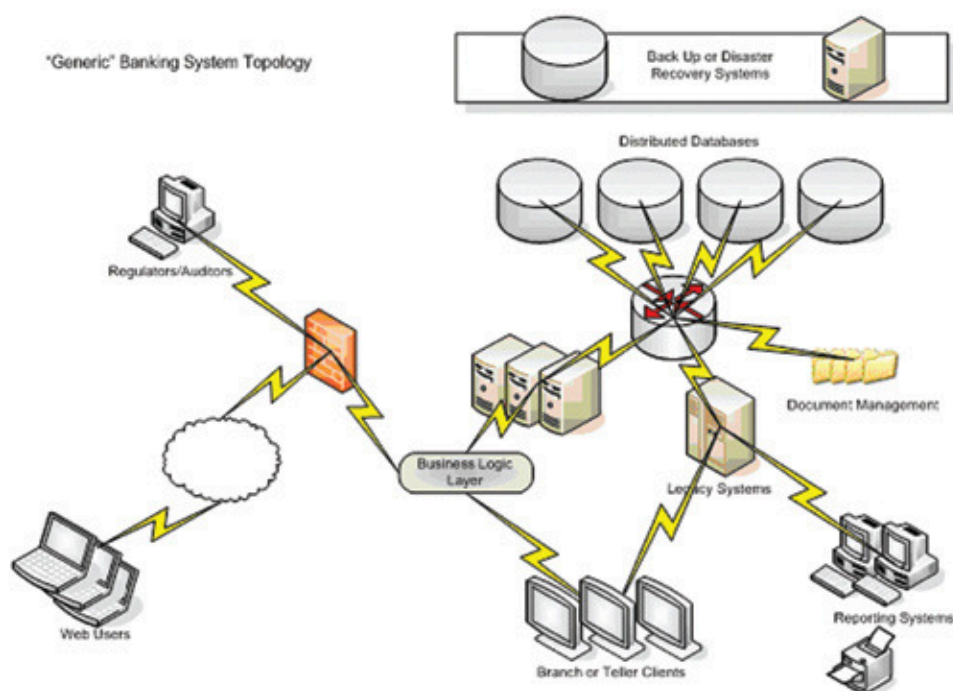 "Generic" Banking System Topology
Back Up or Disaster
Recovery Systems
Distributed Databases
Regulators/Auditors
Document Management
Business Logic
Layer
Legacy Systems
Web Users
Branch or Teller Clients
Reporting Systems